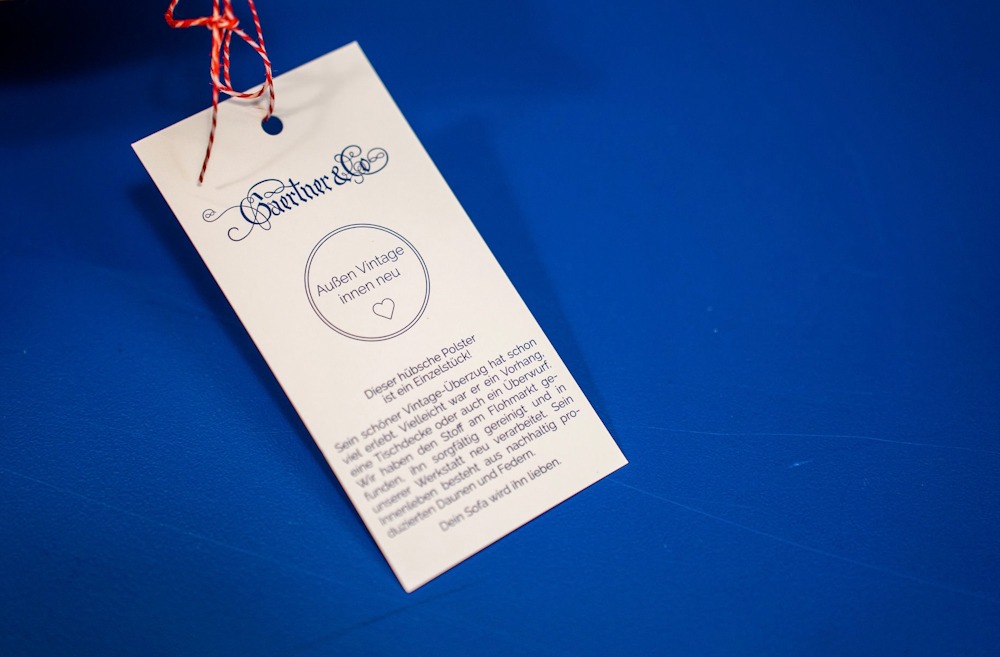 Gaertner & Co
Außen Vintage
innen neu
Dieser hübsche Polster
ist ein Einzelstück!
Sein schöner Vintage-Überzug hat schon
viel erlebt. Vielleicht war er ein Vorhang,
eine Tischdecke oder auch ein Überwurf.
Wir haben den Stoff am Flohmarkt ge-
funden, ihn sorgfältig gereinigt und in
unserer Werkstatt neu verarbeitet. Sein
Innenleben besteht aus nachhaltig pro-
duzierten Daunen und Federn.
Dein Sofa wird ihn lieben.